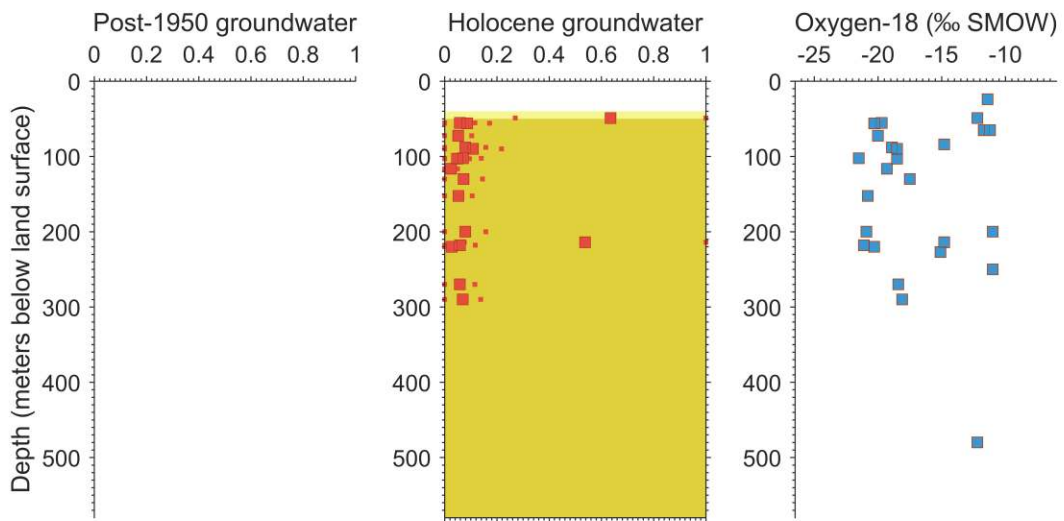 Post-1950 groundwater Holocene groundwater Oxygen-18 (‰ SMOW)
0 0.2 0.4 0.6 0.8 1 0 0.2 0.4 0.6 0.8 1 -25 -20 -15 -10
0 0 0
100 100 100
200 200 200
300 300 300
400 400 400
500 500 500
Depth (meters below land surface)